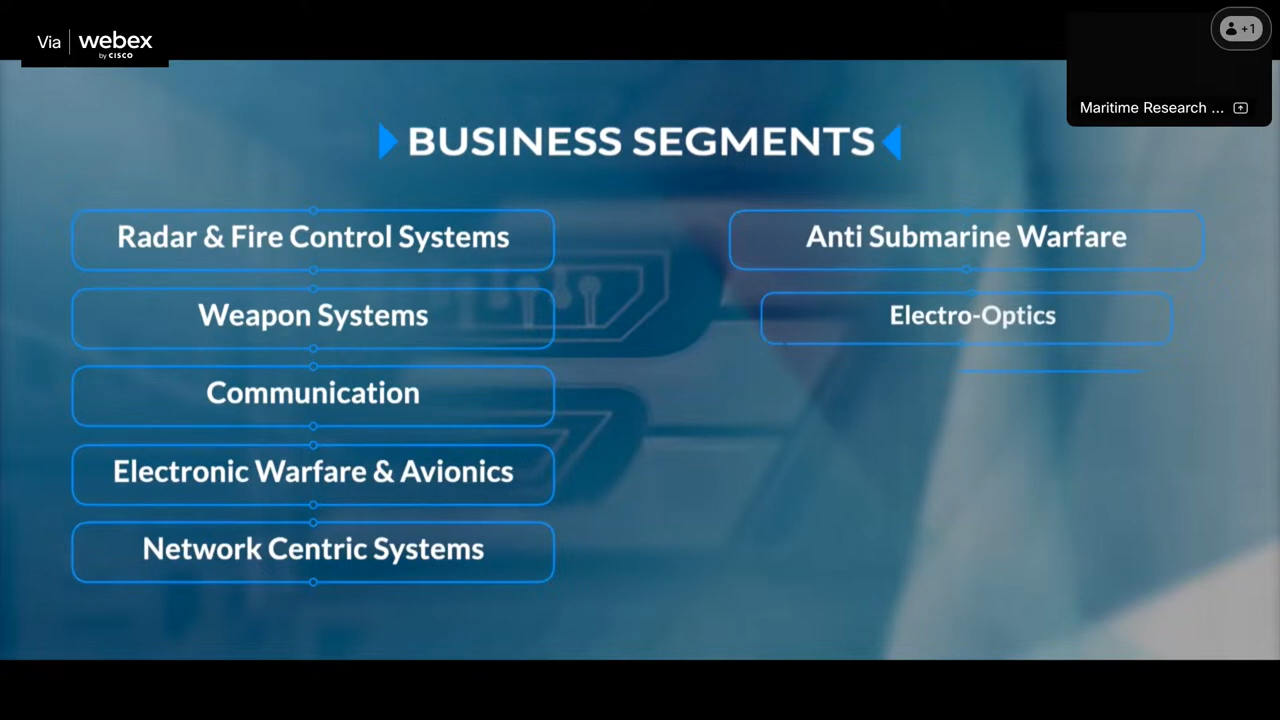 Via webex
by CISCO
+1
Maritime Research ...
BUSINESS SEGMENTS
Radar & Fire Control Systems
Weapon Systems
Communication
Electronic Warfare & Avionics
Network Centric Systems
Anti Submarine Warfare
Electro-Optics